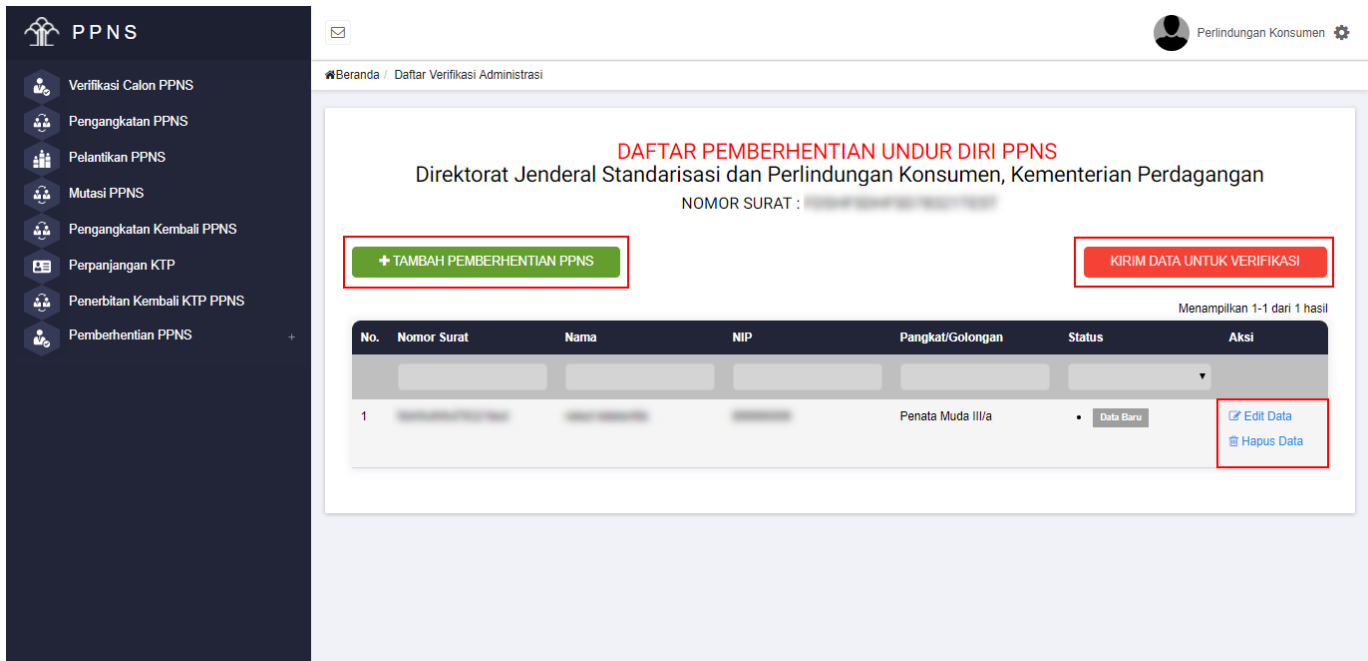 PPNS
Perlindungan Konsumen
Verifikasi Calon PPNS
Pengangkatan PPNS
Pelantikan PPNS
Mutasi PPNS
Pengangkatan Kembali PPNS
Perpanjangan KTP
Penerbitan Kembali KTP PPNS
Pemberhentian PPNS +
Beranda / Daftar Verifikasi Administrasi
DAFTAR PEMBERHENTIAN UNDUR DIRI PPNS
Direktorat Jenderal Standarisasi dan Perlindungan Konsumen, Kementerian Perdagangan
NOMOR SURAT :
+ TAMBAH PEMBERHENTIAN PPNS
KIRIM DATA UNTUK VERIFIKASI
Menampilkan 1-1 dari 1 hasil
No. Nomor Surat Nama NIP Pangkat/Golongan Status Aksi
1 Penata Muda III/a • Data Baru Edit Data
Hapus Data